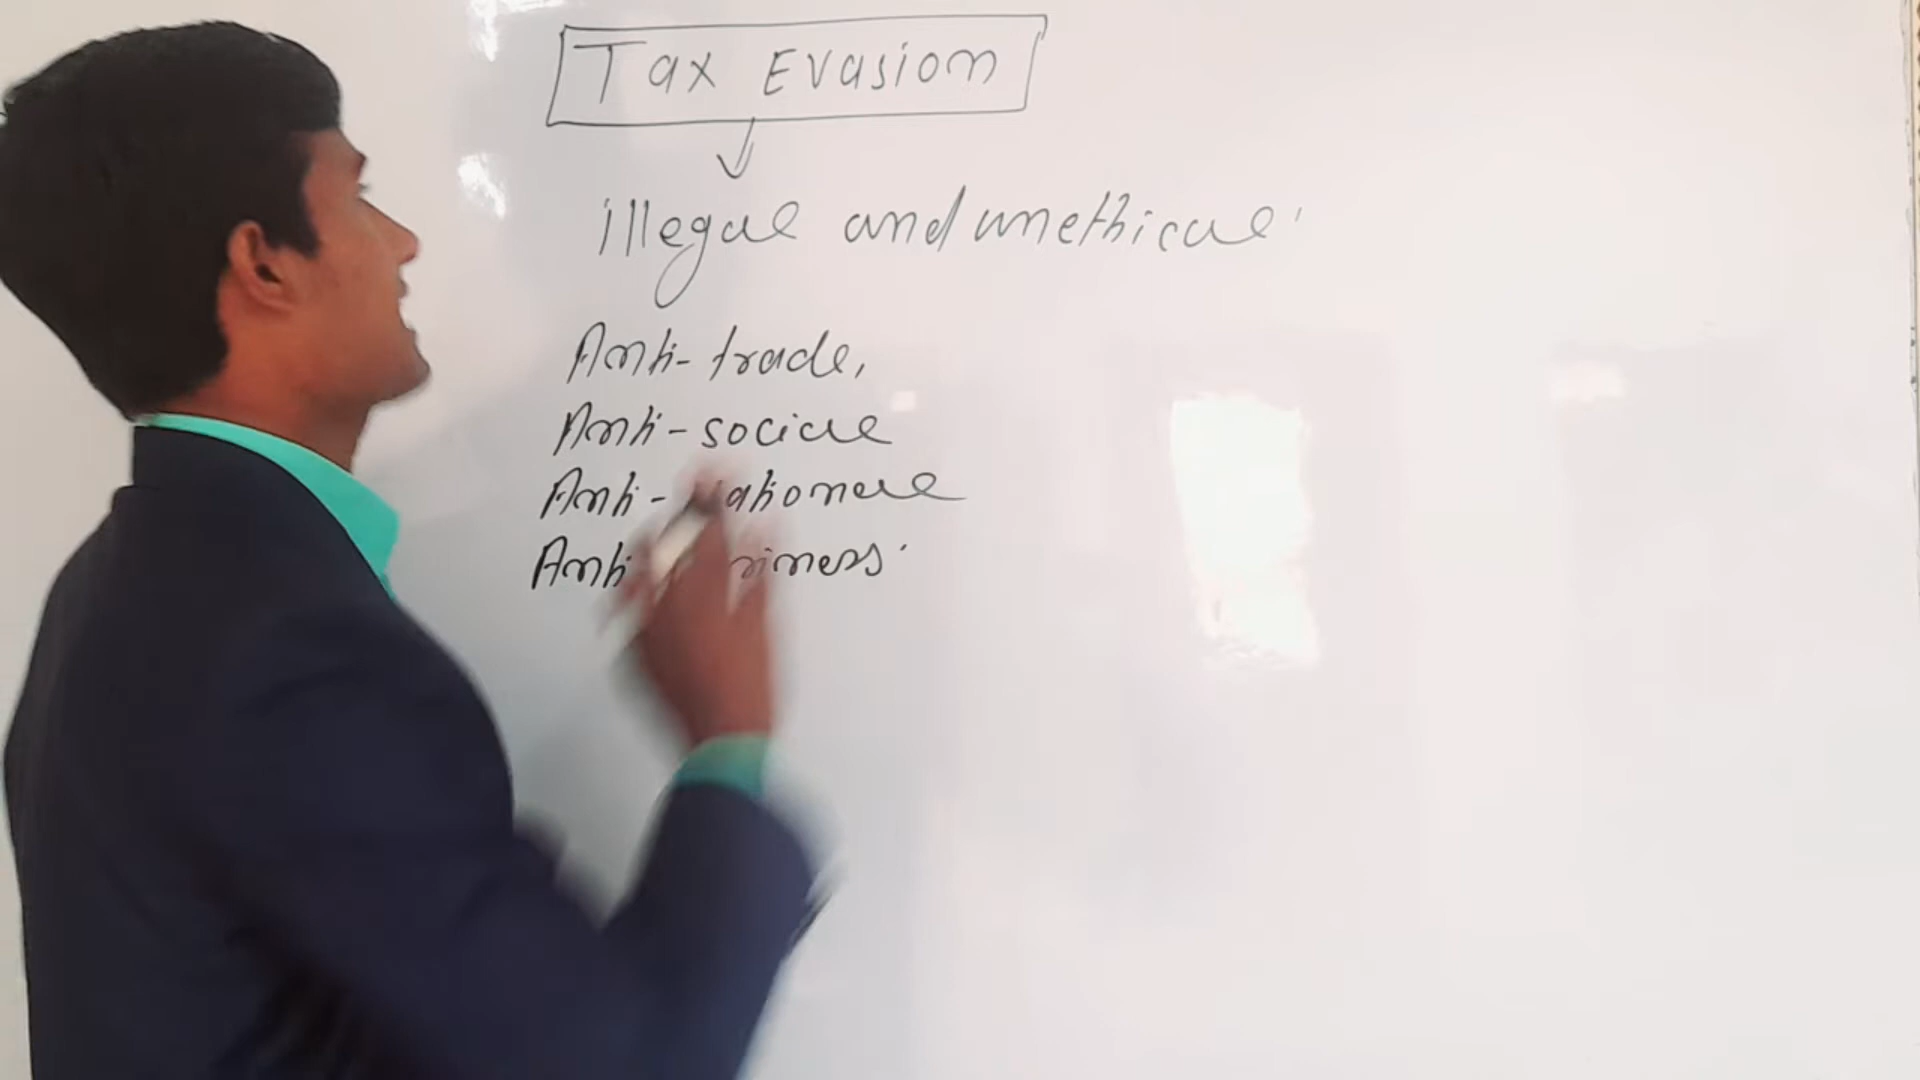 Tax Evasion
illegal and unethical.
Anti-trade,
Anti-social
Anti-national
Anti